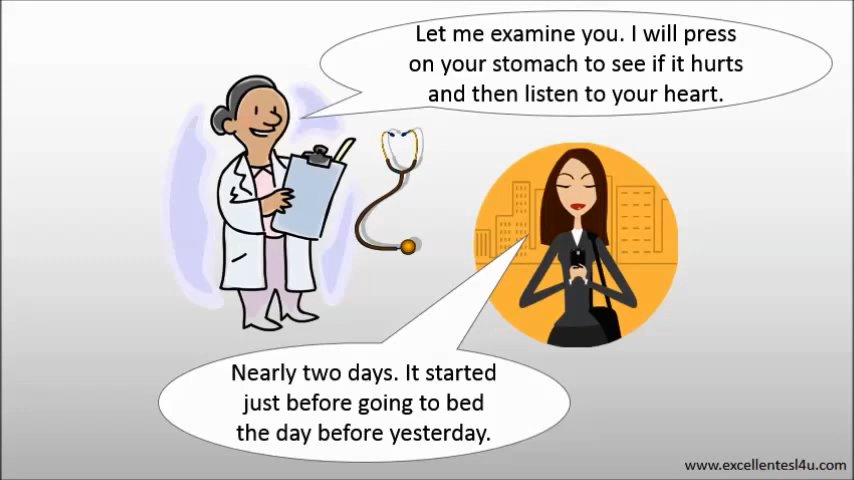 Let me examine you. I will press
on your stomach to see if it hurts
and then listen to your heart.
Nearly two days. It started
just before going to bed
the day before yesterday.
www.excellentesl4u.com